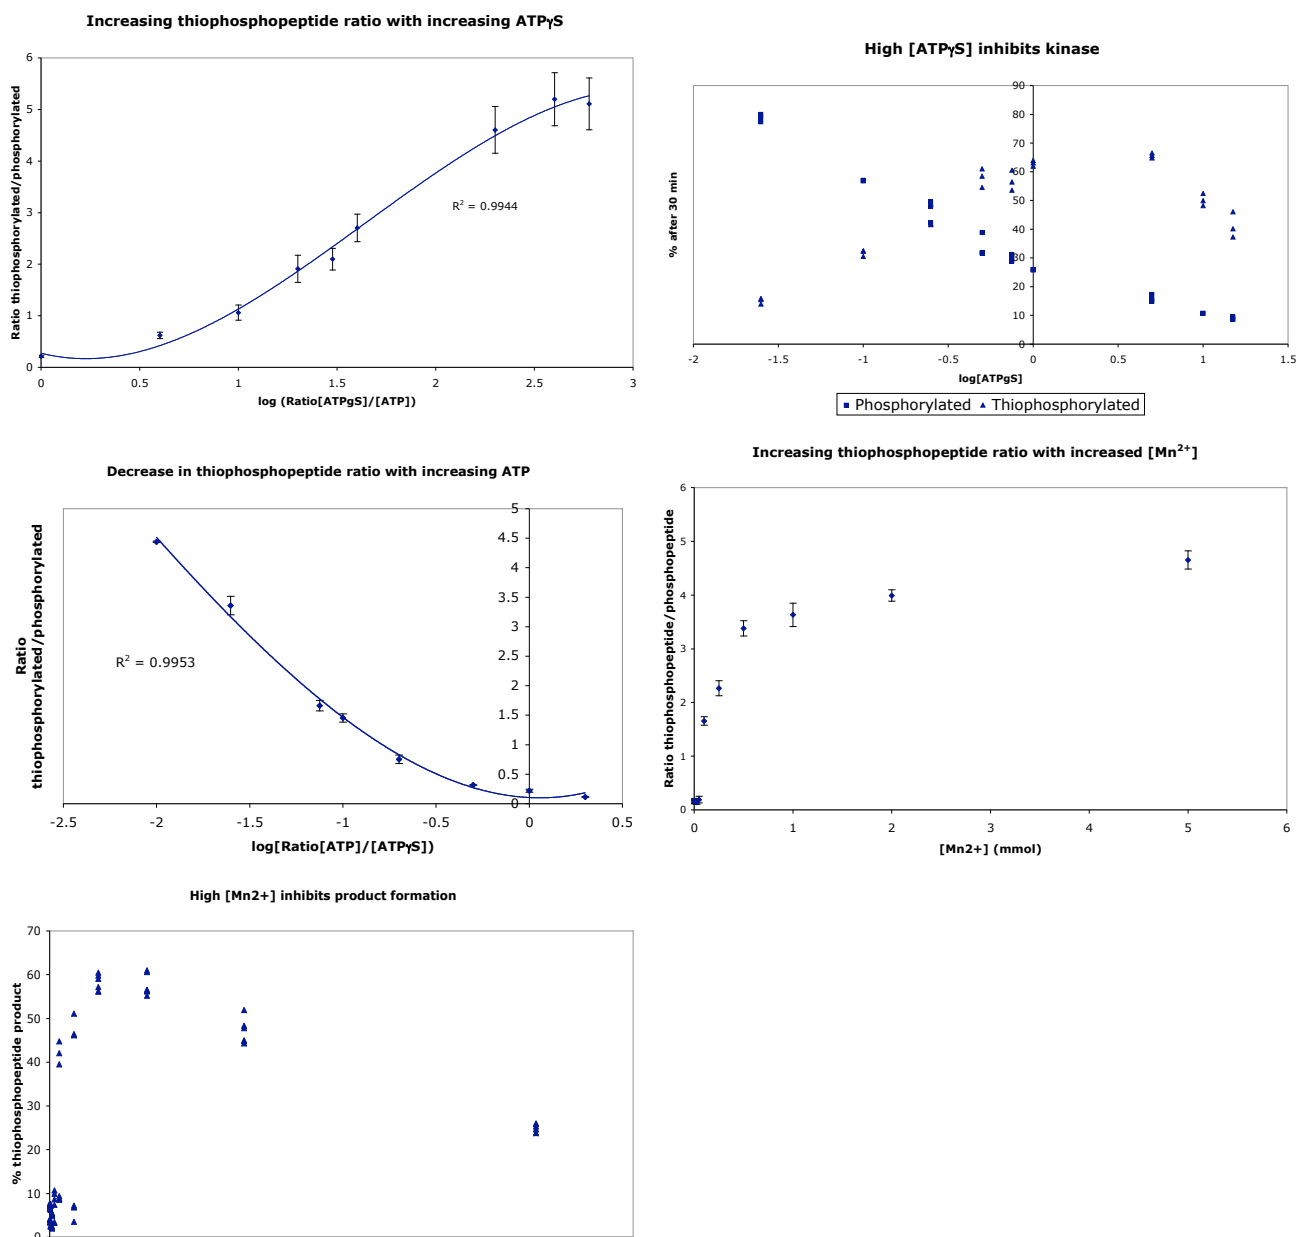 Increasing thiophosphopeptide ratio with increasing ATPγS
Ratio thiophosphorylated/phosphorylated
6
5
4
3
2
1
0
R² = 0.9944
0 0.5 1 1.5 2 2.5 3
log (Ratio[ATPgS]/[ATP])
High [ATPγS] inhibits kinase
% after 30 min
90
80
70
60
50
40
30
20
10
0
-2 -1.5 -1 -0.5 0 0.5 1 1.5
log[ATPgS]
Phosphorylated Thiophosphorylated
Decrease in thiophosphopeptide ratio with increasing ATP
Ratio
thiophosphorylated/phosphorylated
5
4.5
4
3.5
3
2.5
2
1.5
1
0.5
0
R² = 0.9953
-2.5 -2 -1.5 -1 -0.5 0 0.5
log[Ratio[ATP]/[ATPγS])
Increasing thiophosphopeptide ratio with increased [Mn²⁺]
Ratio thiophosphopeptide/phosphopeptide
6
5
4
3
2
1
0
0 1 2 3 4 5 6
[Mn2+] (mmol)
High [Mn2+] inhibits product formation
% thiophosphopeptide product
70
60
50
40
30
20
10
0